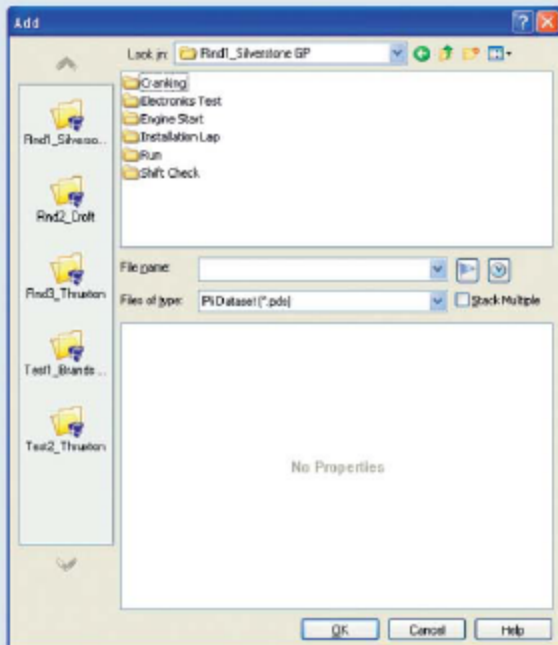 Add
Look in: Rnd1_Silverstone GP
Cranking
Electronics Test
Engine Start
Installation Lap
Run
Shift Check
Rnd1_Silverso...
Rnd2_Croft
Rnd3_Thruxton
Test1_Brands ...
Test2_Thruxton
File name:
Files of type: Pi Dataset (*.pds)
Stack Multiple
No Properties
OK Cancel Help